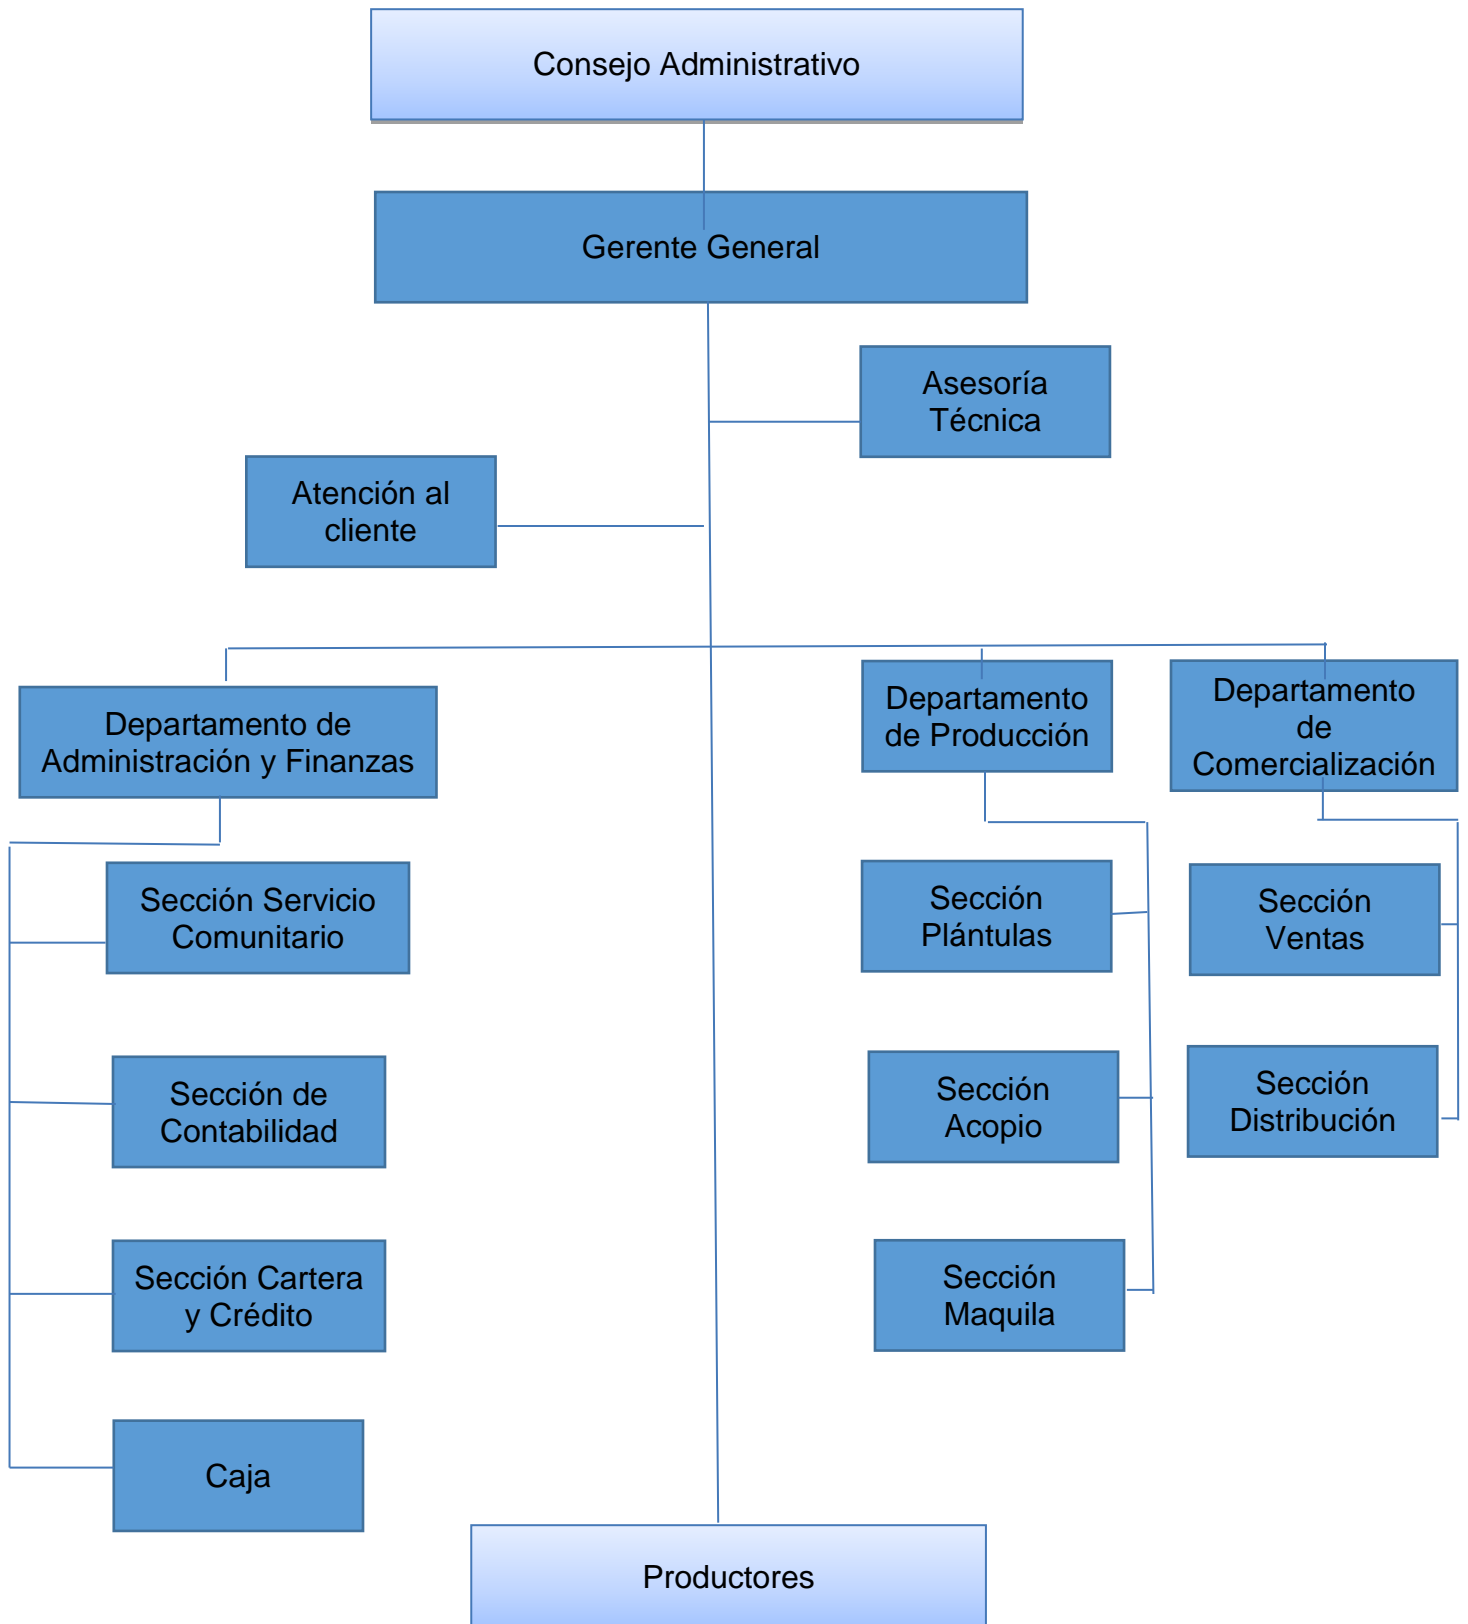 Consejo Administrativo
Gerente General
Asesoría
Técnica
Atención al
cliente
Departamento de
Administración y Finanzas
Departamento
de Producción
Departamento
de
Comercialización
Sección Servicio
Comunitario
Sección
Plántulas
Sección
Ventas
Sección de
Contabilidad
Sección
Acopio
Sección
Distribución
Sección Cartera
y Crédito
Sección
Maquila
Caja
Productores